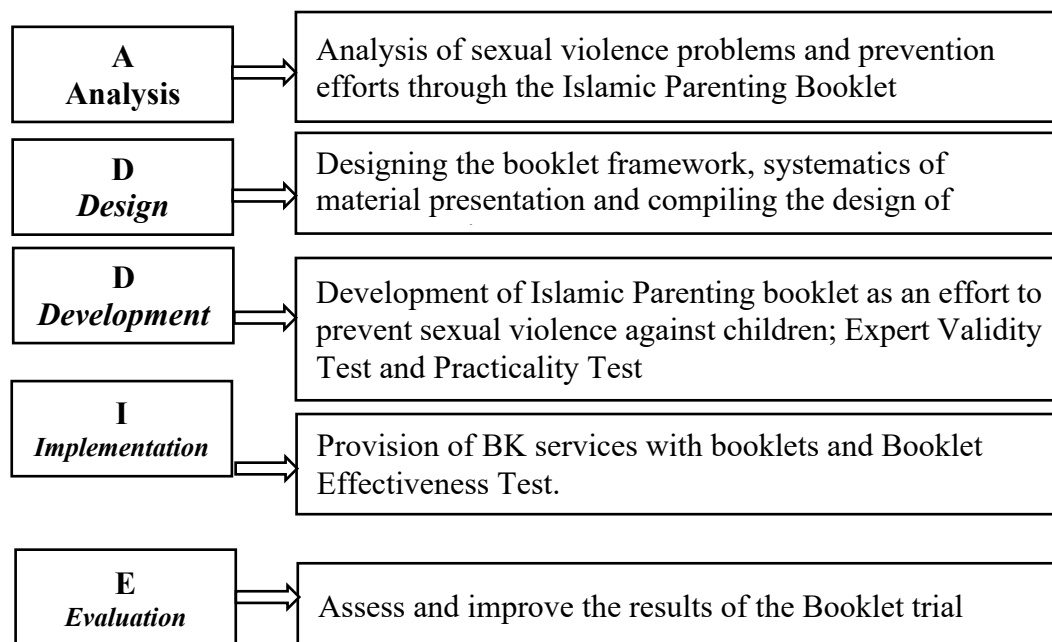 A
Analysis
Analysis of sexual violence problems and prevention
efforts through the Islamic Parenting Booklet
D
Design
Designing the booklet framework, systematics of
material presentation and compiling the design of
D
Development
Development of Islamic Parenting booklet as an effort to
prevent sexual violence against children; Expert Validity
Test and Practicality Test
I
Implementation
Provision of BK services with booklets and Booklet
Effectiveness Test.
E
Evaluation
Assess and improve the results of the Booklet trial